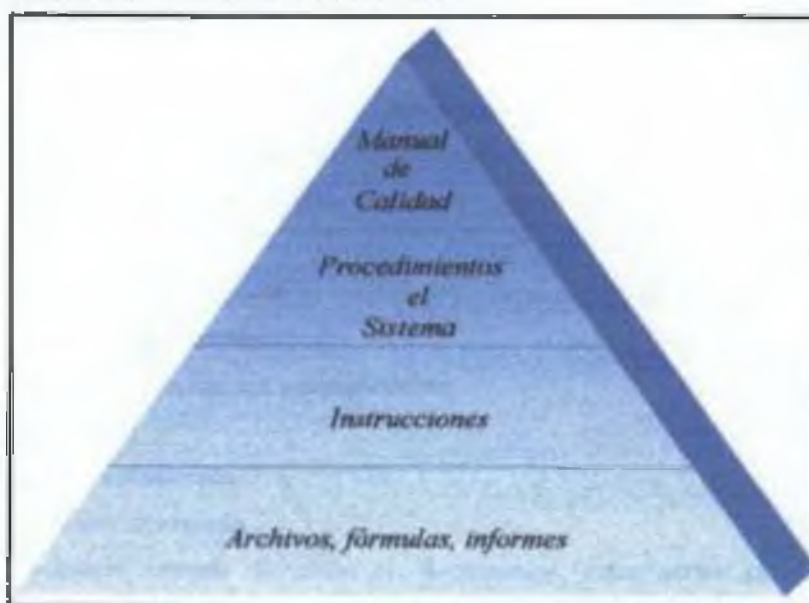 Manual
de
Calidad
Procedimientos
el
Sistema
Instrucciones
Archivos, fórmulas, informes